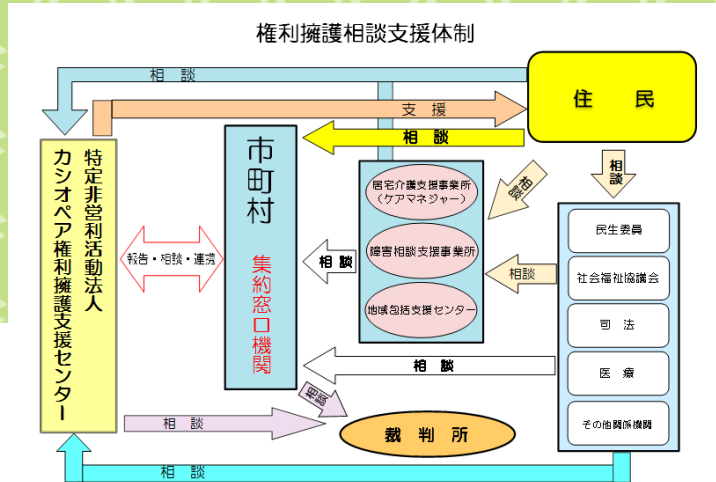 権利擁護相談支援体制
相　談
住　民
支　援
相　談
特定非営利活動法人
カシオペア権利擁護支援センター
市町村
集約窓口機関
報告・相談・連携
居宅介護支援事業所
（ケアマネジャー）
障害相談支援事業所
地域包括支援センター
相談
相談
相談
相談
民生委員
社会福祉協議会
司　法
医　療
その他関係機関
相　談
相談
相　談
裁　判　所
相　談